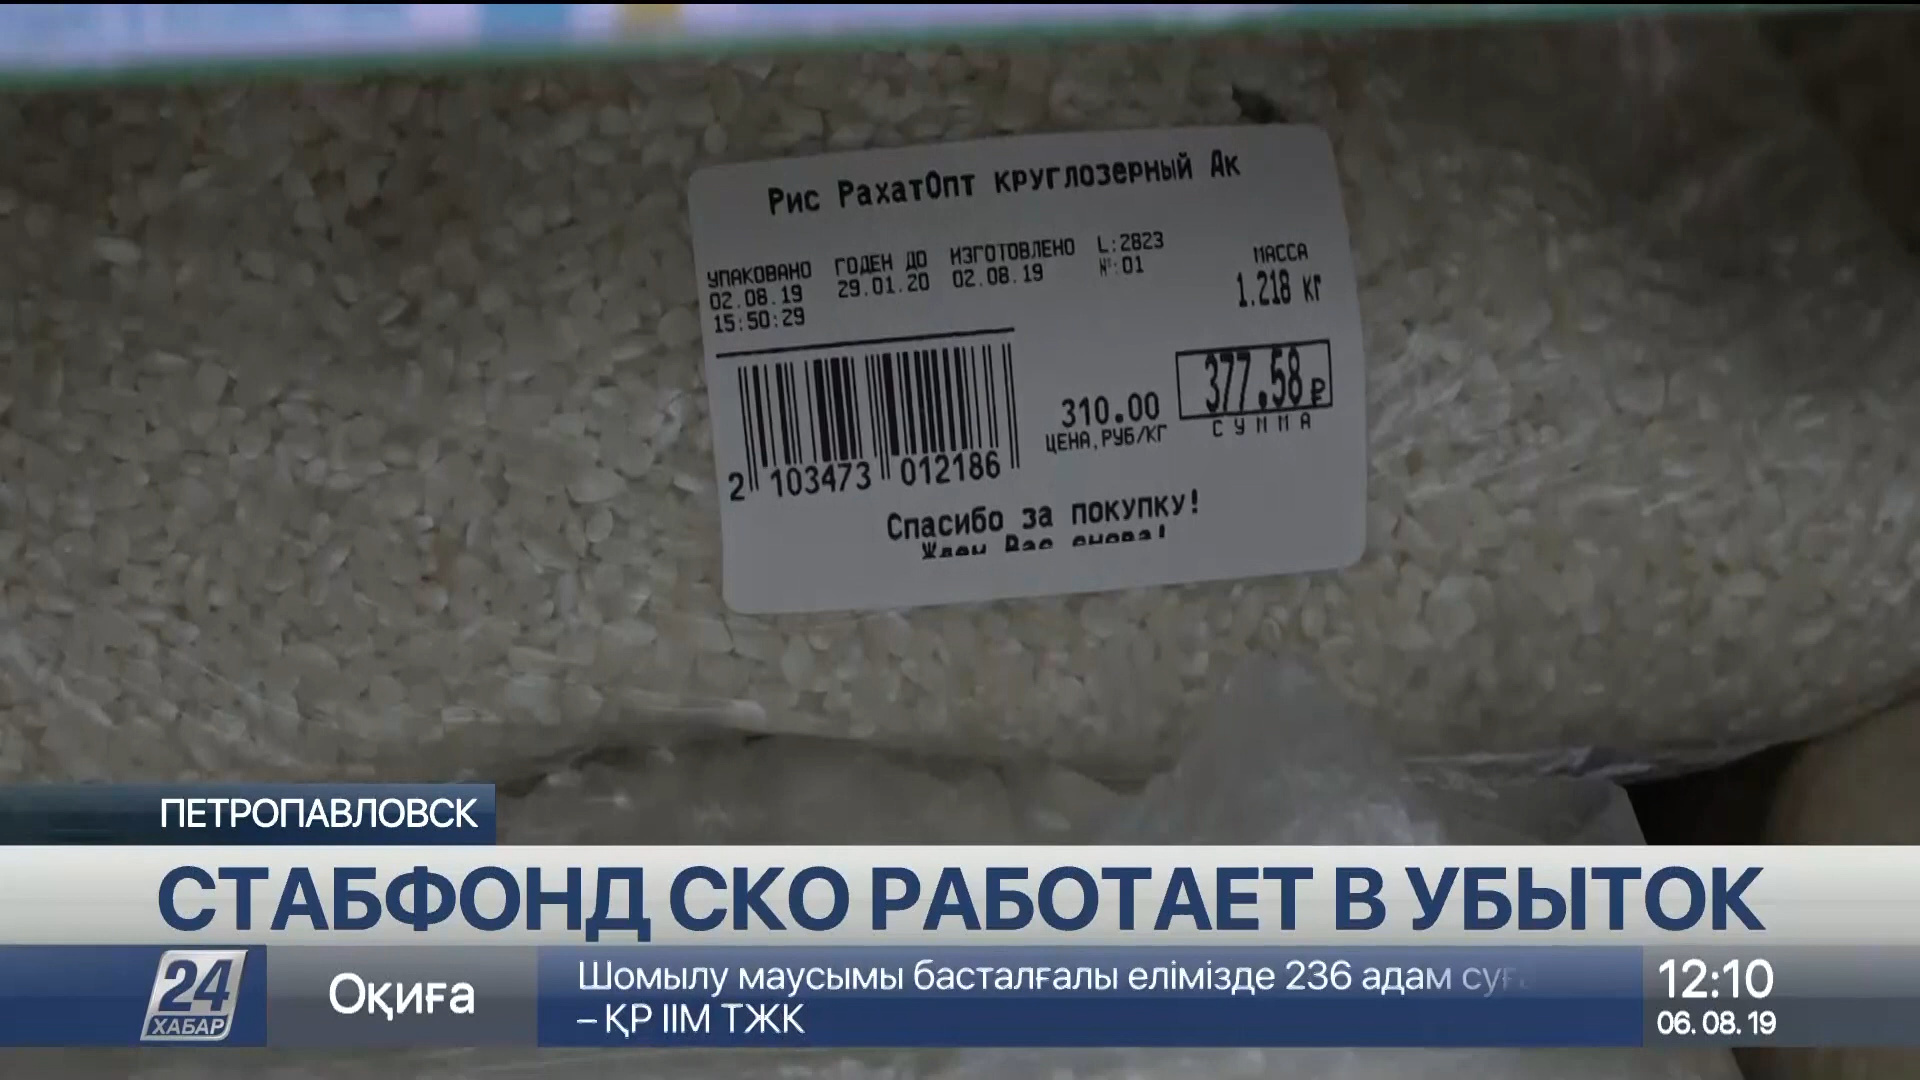 Рис РахатОпт круглозерный Ак
УПАКОВАНО ГОДЕН ДО ИЗГОТОВЛЕНО L:2823
02.08.19 29.01.20 02.08.19 №:01
15:50:29
МАССА
1.218 кг
377.58 ₽
СУММА
310.00
ЦЕНА, РУБ/КГ
2 103473 012186
Спасибо за покупку!
Ждем Вас снова!
ПЕТРОПАВЛОВСК
СТАБФОНД СКО РАБОТАЕТ В УБЫТОК
24
ХАБАР
Оқиға
Шомылу маусымы басталғалы елімізде 236 адам
– ҚР ІІМ ТЖК
12:10
06. 08. 19